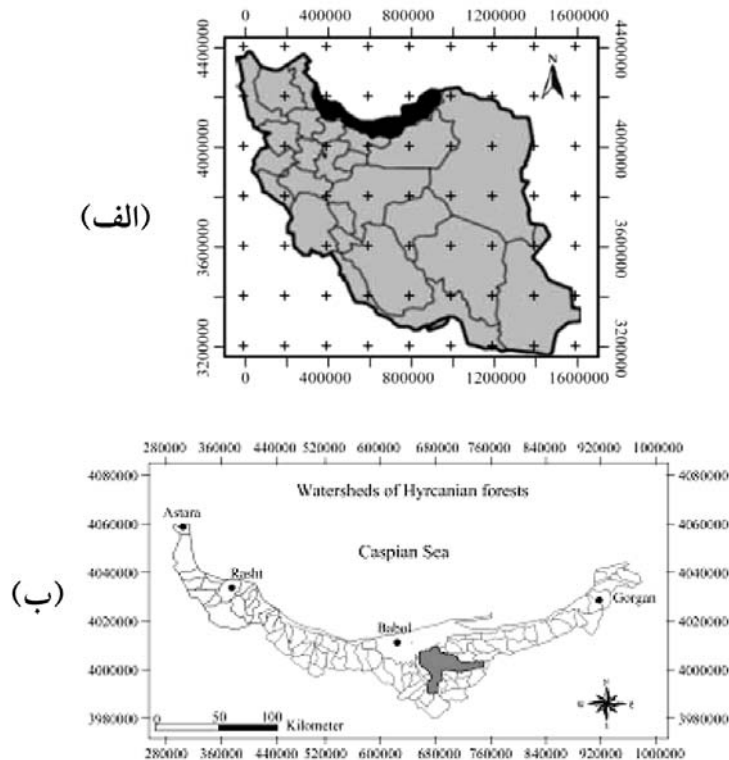 0 400000 800000 1200000 1600000
4400000 4400000
N
4000000 4000000
(الف)
3600000 3600000
3200000 3200000
0 400000 800000 1200000 1600000
280000 360000 440000 520000 600000 680000 760000 840000 920000 1000000
4080000 4080000
Watersheds of Hyrcanian forests
4060000 Astara 4060000
Caspian Sea
4040000 Rasht 4040000
(ب)
Gorgan
4020000 Babol 4020000
4000000 4000000
N
0 50 100
W E
3980000 Kilometer 3980000
S
280000 360000 440000 520000 600000 680000 760000 840000 920000 1000000